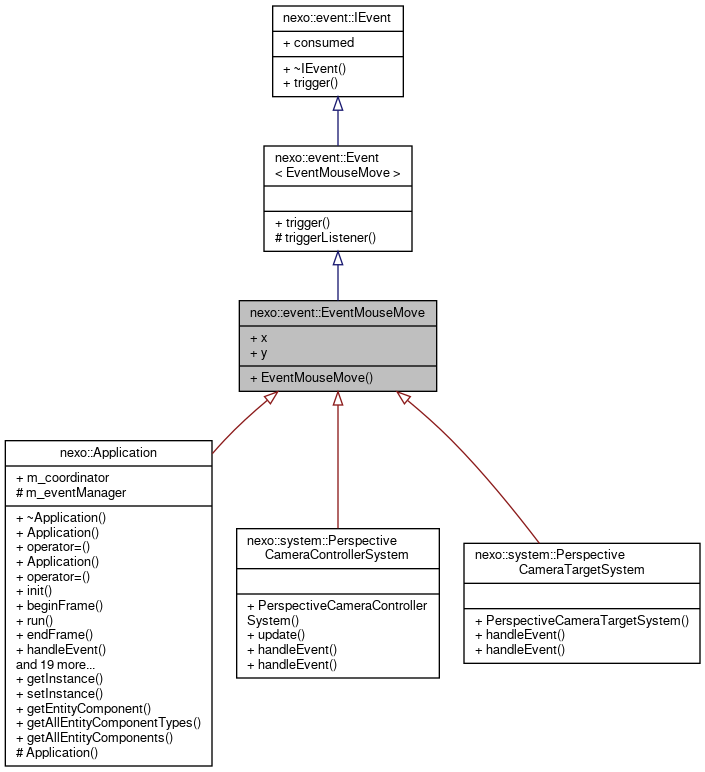 nexo::event::IEvent
+ consumed
+ ~IEvent()
+ trigger()
nexo::event::Event
< EventMouseMove >
+ trigger()
# triggerListener()
nexo::event::EventMouseMove
+ x
+ y
+ EventMouseMove()
nexo::Application
+ m_coordinator
# m_eventManager
+ ~Application()
+ Application()
+ operator=()
+ Application()
+ operator=()
+ init()
+ beginFrame()
+ run()
+ endFrame()
+ handleEvent()
and 19 more...
+ getInstance()
+ setInstance()
+ getEntityComponent()
+ getAllEntityComponentTypes()
+ getAllEntityComponents()
# Application()
nexo::system::Perspective
CameraControllerSystem
+ PerspectiveCameraController
System()
+ update()
+ handleEvent()
+ handleEvent()
nexo::system::Perspective
CameraTargetSystem
+ PerspectiveCameraTargetSystem()
+ handleEvent()
+ handleEvent()